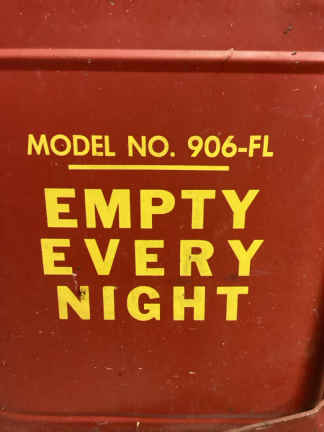 MODEL NO. 906-FL
EMPTY
EVERY
NIGHT